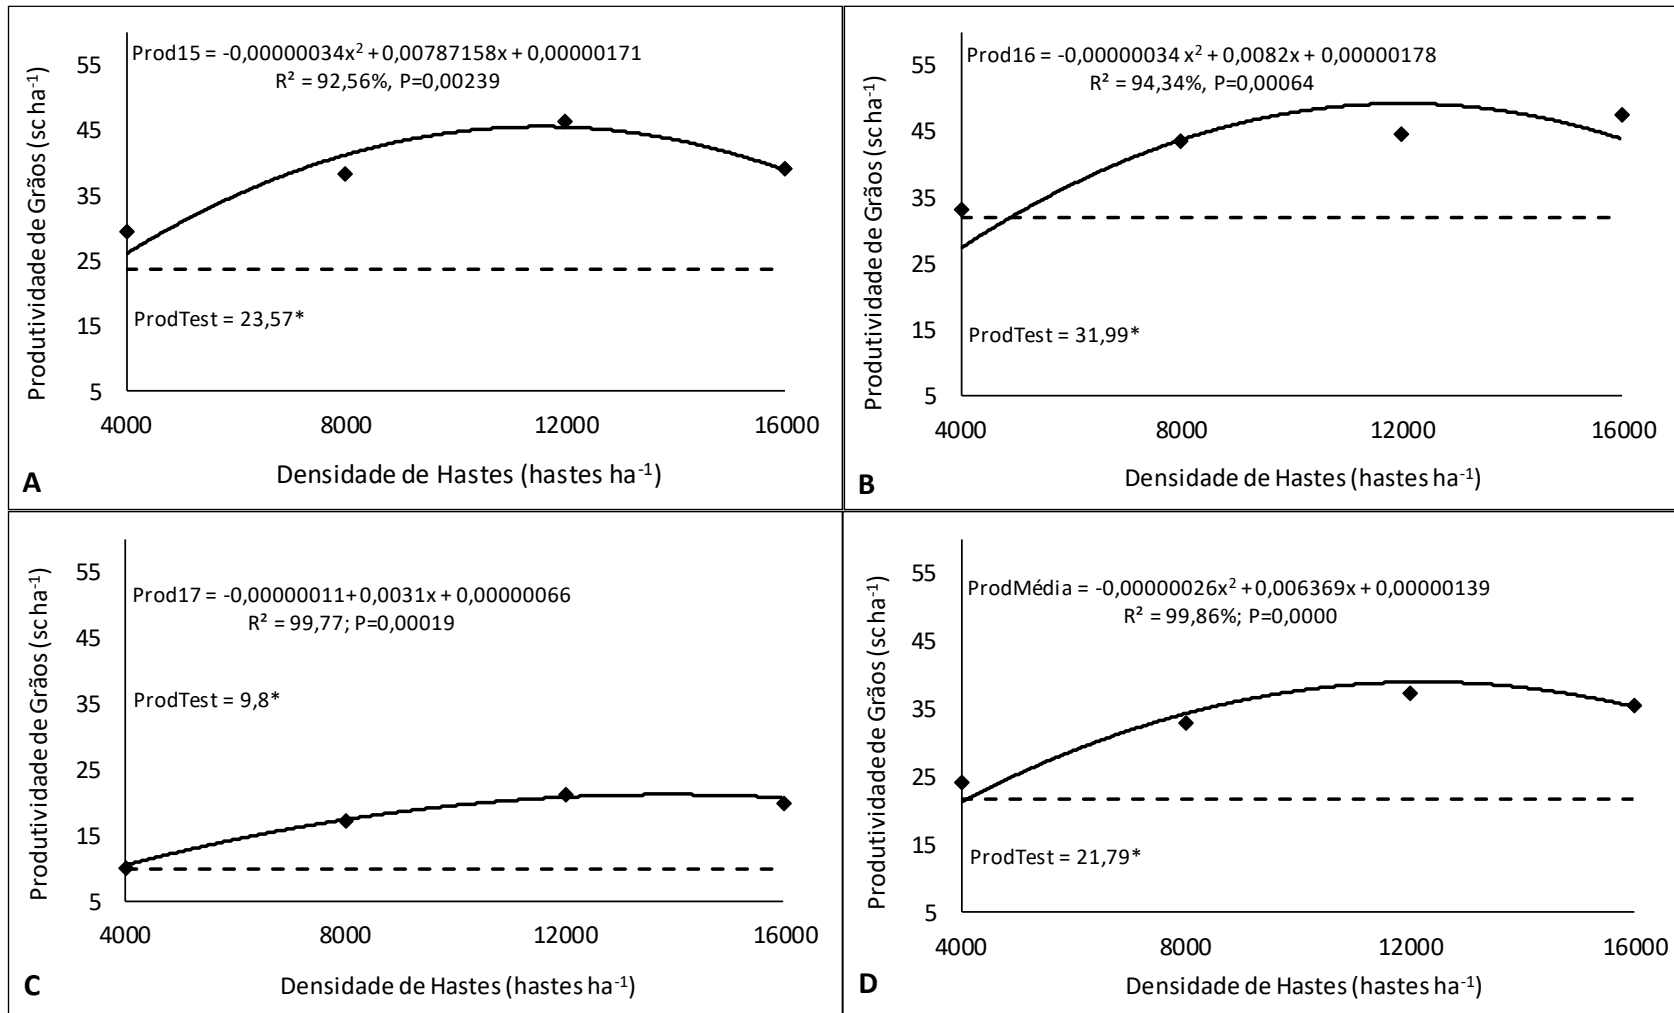 Prod15 = -0,00000034x² + 0,00787158x + 0,00000171
R² = 92,56%, P=0,00239
Produtividade de Grãos (sc ha⁻¹)
55
45
35
25
15
5
ProdTest = 23,57*
4000 8000 12000 16000
Densidade de Hastes (hastes ha⁻¹)
A
Prod16 = -0,00000034 x² + 0,0082x + 0,00000178
R² = 94,34%, P=0,00064
Produtividade de Grãos (sc ha⁻¹)
55
45
35
25
15
5
ProdTest = 31,99*
4000 8000 12000 16000
Densidade de Hastes (hastes ha⁻¹)
B
Prod17 = -0,00000011+ 0,0031x + 0,00000066
R² = 99,77; P=0,00019
Produtividade de Grãos (sc ha⁻¹)
55
45
35
25
15
5
ProdTest = 9,8*
4000 8000 12000 16000
Densidade de Hastes (hastes ha⁻¹)
C
ProdMédia = -0,00000026x² + 0,006369x + 0,00000139
R² = 99,86%; P=0,0000
Produtividade de Grãos (sc ha⁻¹)
55
45
35
25
15
5
ProdTest = 21,79*
4000 8000 12000 16000
Densidade de Hastes (hastes ha⁻¹)
D